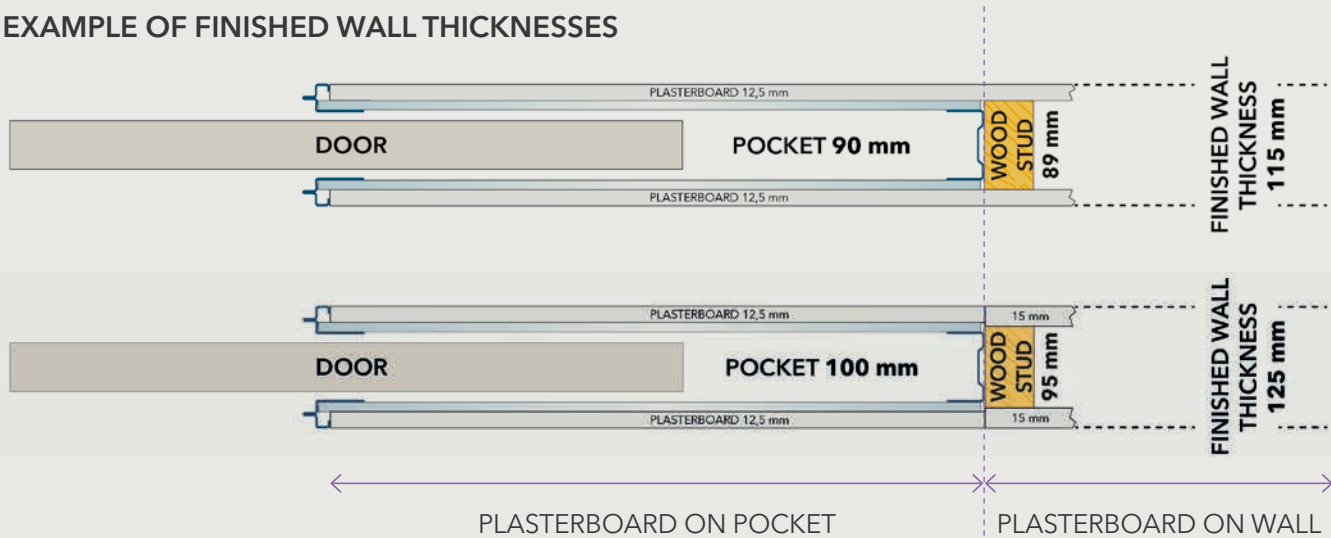 EXAMPLE OF FINISHED WALL THICKNESSES
PLASTERBOARD 12,5 mm
DOOR
POCKET 90 mm
WOOD
STUD
89 mm
FINISHED WALL
THICKNESS
115 mm
PLASTERBOARD 12,5 mm
PLASTERBOARD 12,5 mm
15 mm
DOOR
POCKET 100 mm
WOOD
STUD
95 mm
FINISHED WALL
THICKNESS
125 mm
PLASTERBOARD 12,5 mm
15 mm
PLASTERBOARD ON POCKET
PLASTERBOARD ON WALL